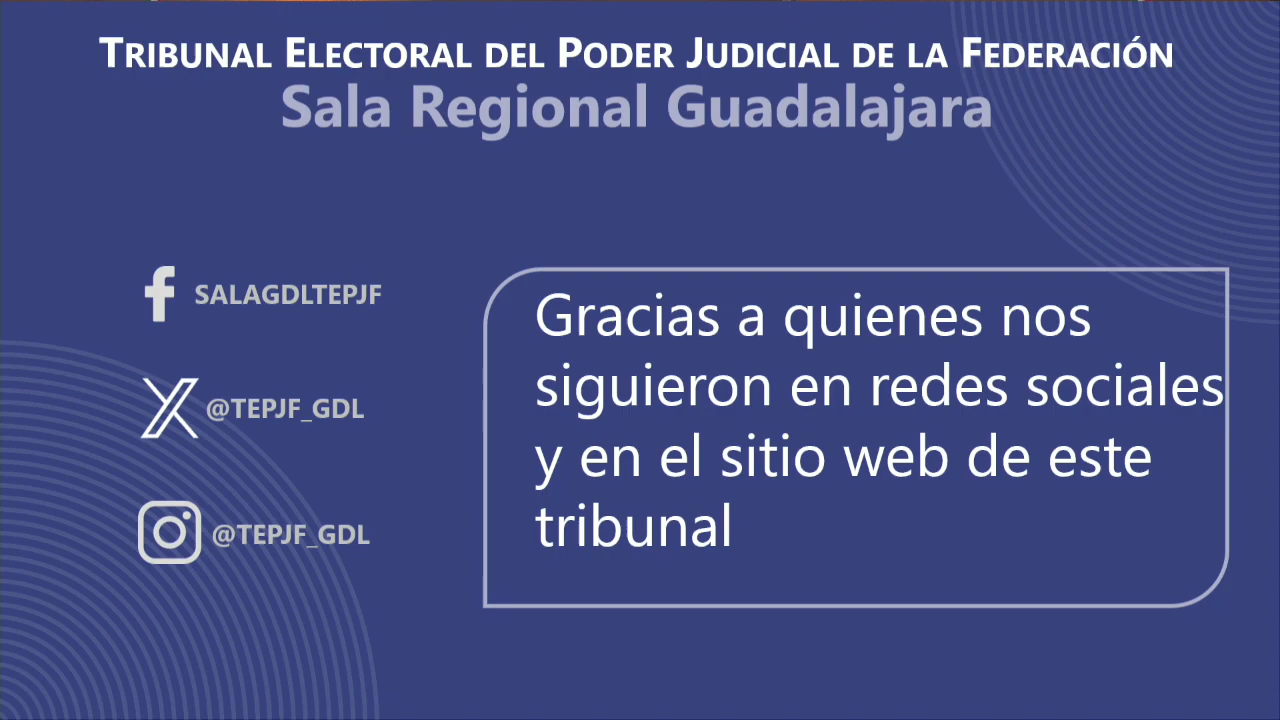 TRIBUNAL ELECTORAL DEL PODER JUDICIAL DE LA FEDERACIÓN
Sala Regional Guadalajara
SALAGDLTEPJF
@TEPJF_GDL
@TEPJF_GDL
Gracias a quienes nos
siguieron en redes sociales
y en el sitio web de este
tribunal